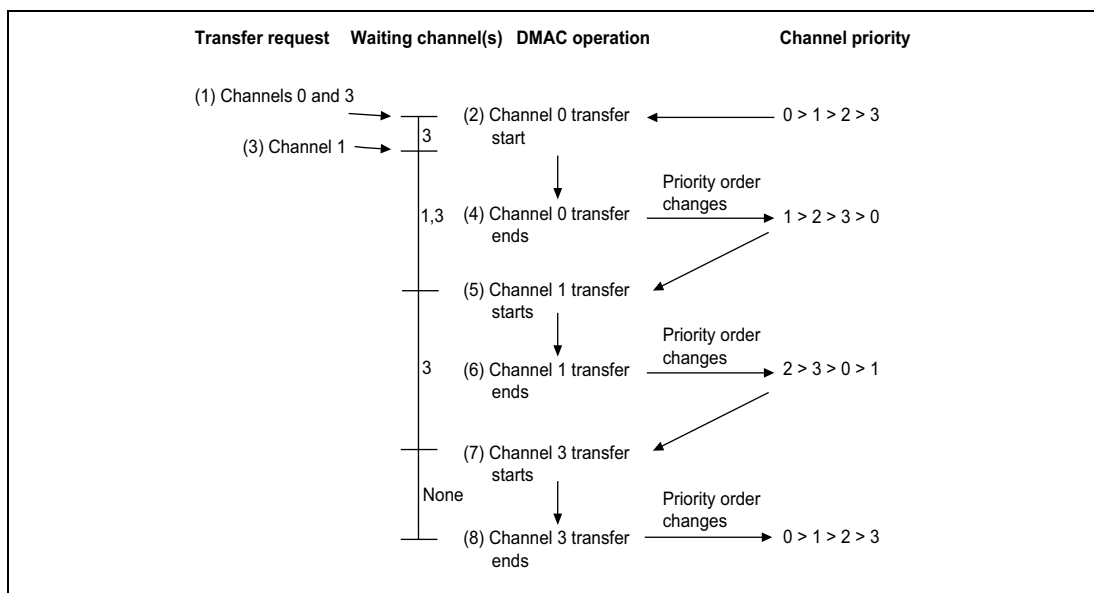 Transfer request Waiting channel(s) DMAC operation Channel priority
(1) Channels 0 and 3
(2) Channel 0 transfer
start
0 > 1 > 2 > 3
3
(3) Channel 1
1,3
Priority order
changes
(4) Channel 0 transfer
ends
1 > 2 > 3 > 0
(5) Channel 1 transfer
starts
3
Priority order
changes
(6) Channel 1 transfer
ends
2 > 3 > 0 > 1
(7) Channel 3 transfer
starts
None
Priority order
changes
(8) Channel 3 transfer
ends
0 > 1 > 2 > 3